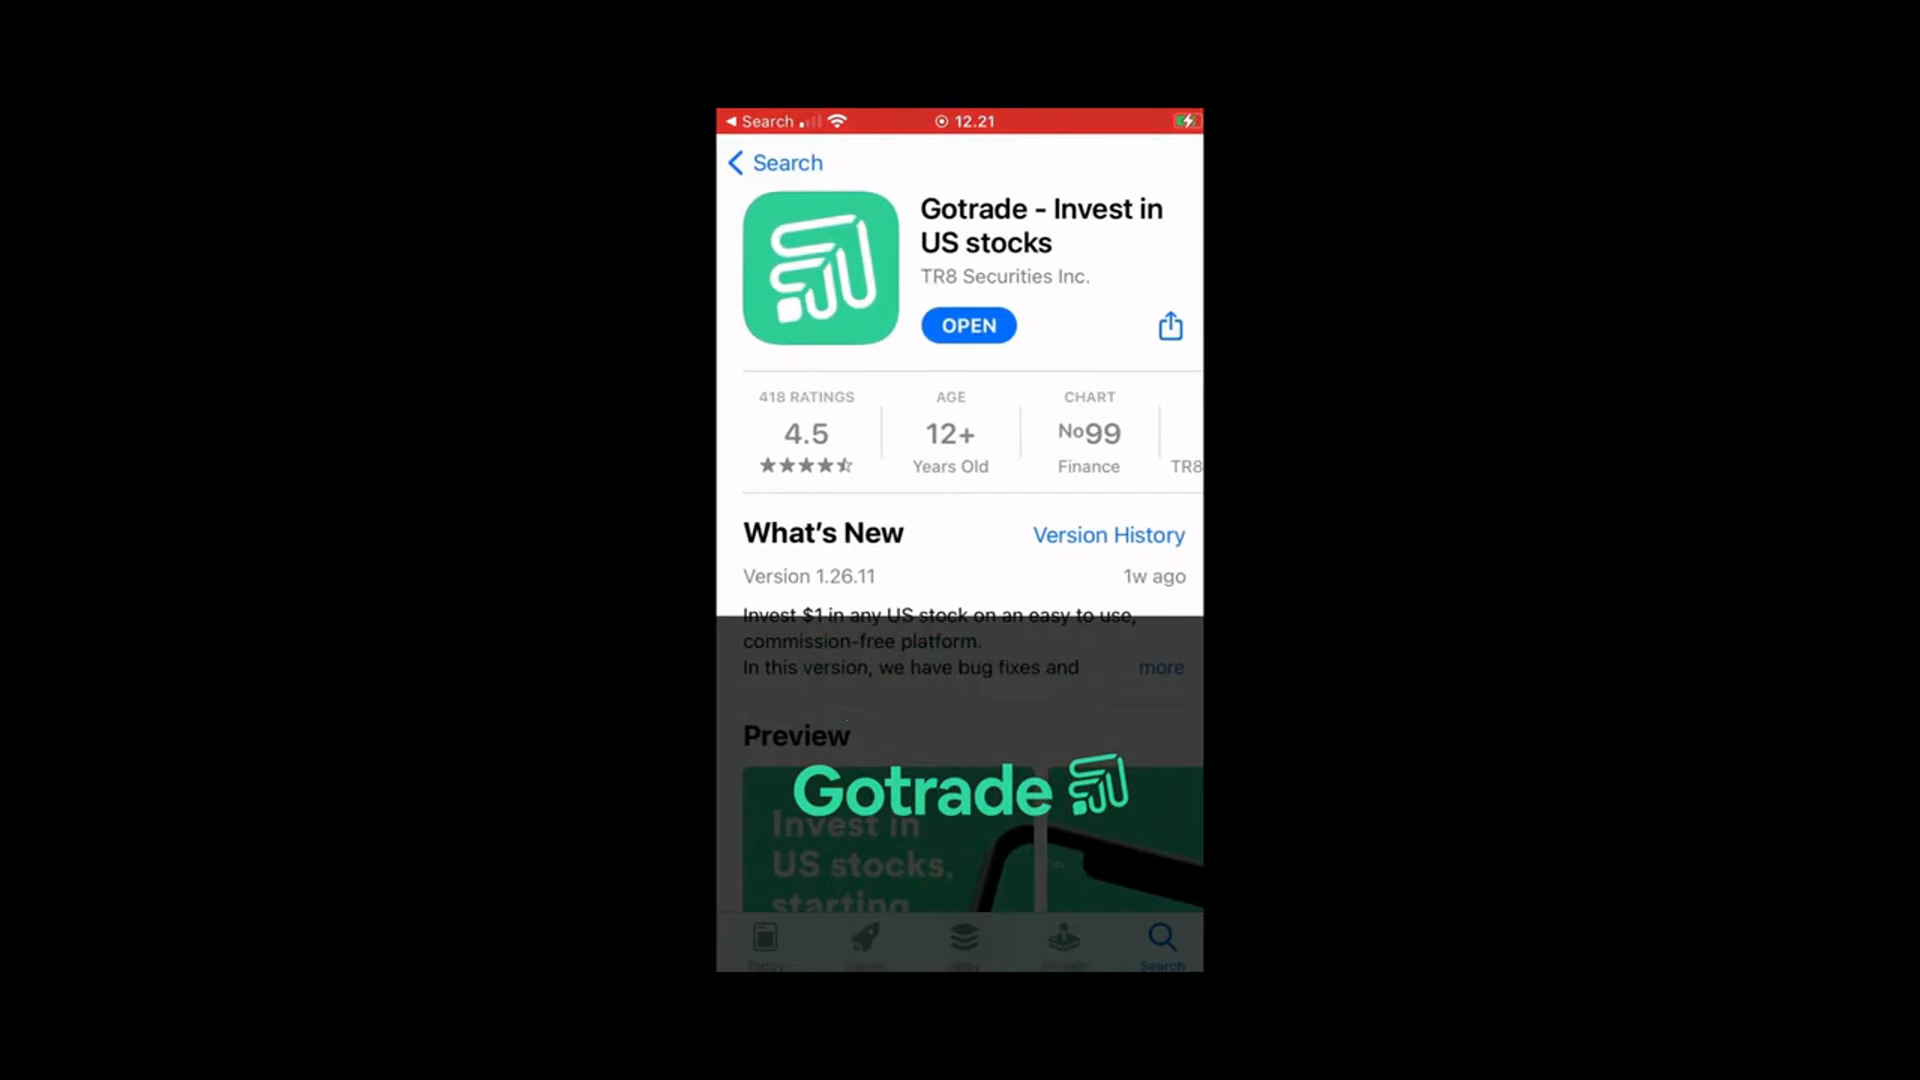 Search 12.21
Search
Gotrade - Invest in
US stocks
TR8 Securities Inc.
OPEN
418 RATINGS AGE CHART
4.5 12+ No99
Years Old Finance TR8
What's New Version History
Version 1.26.11 1w ago
Invest $1 in any US stock on an easy to use,
commission-free platform.
In this version, we have bug fixes and more
Preview
Gotrade
Invest in
US stocks,
starting
Today
Search